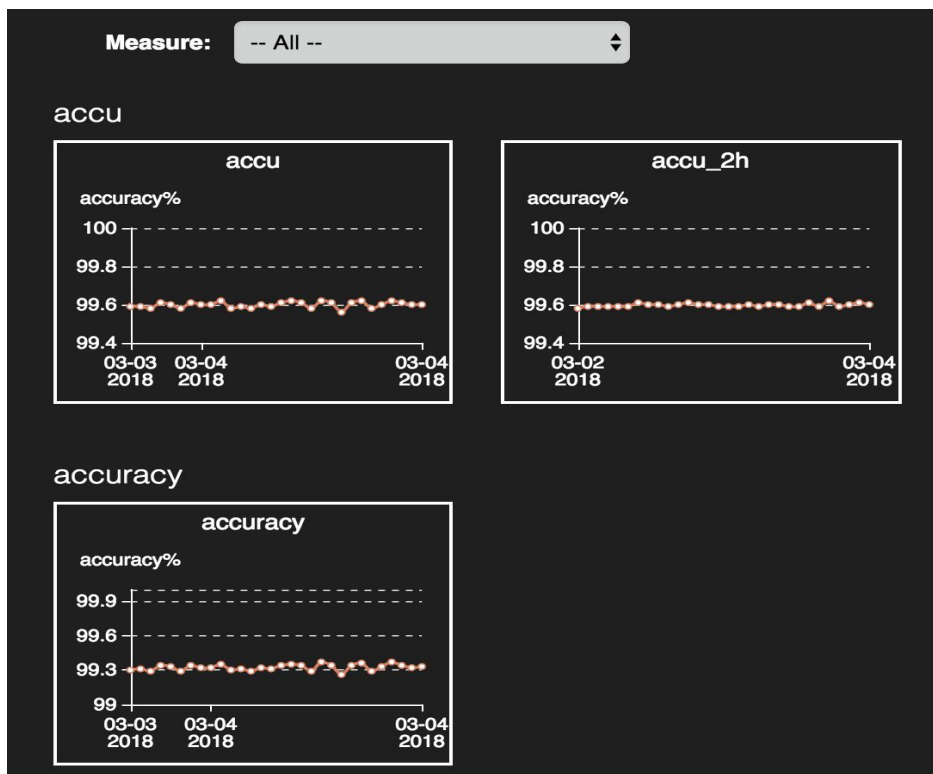 Measure: -- All --
accu
accu
accuracy%
100
99.8
99.6
99.4
03-03 03-04 03-04
2018 2018 2018
accu_2h
accuracy%
100
99.8
99.6
99.4
03-02 03-04
2018 2018
accuracy
accuracy
accuracy%
99.9
99.6
99.3
99
03-03 03-04 03-04
2018 2018 2018